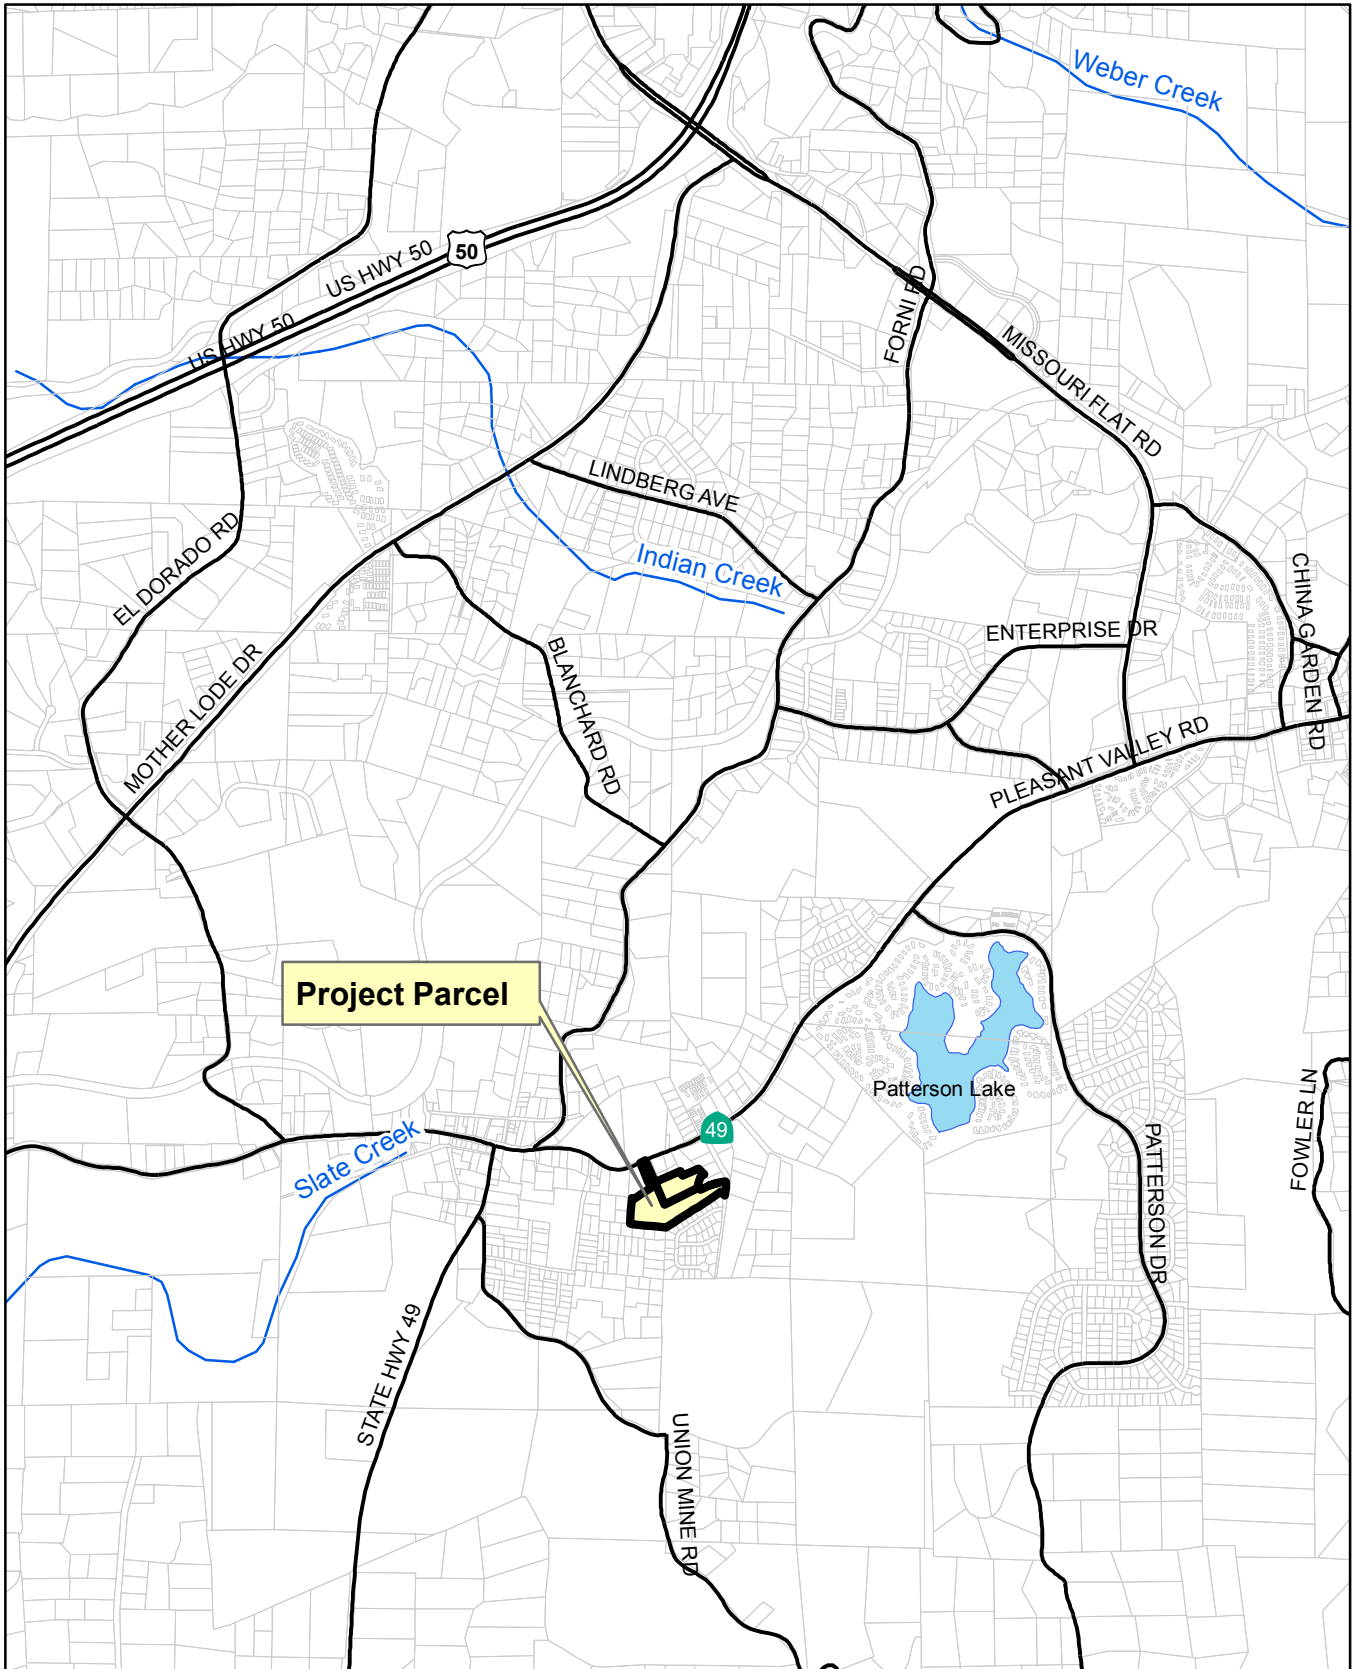 Weber Creek
US HWY 50
50
US HWY 50
FORNI RD
MISSOURI FLAT RD
LINDBERG AVE
EL DORADO RD
Indian Creek
CHINA GARDEN RD
ENTERPRISE DR
BLANCHARD RD
MOTHER LODE DR
PLEASANT VALLEY RD
Project Parcel
Patterson Lake
FOWLER LN
49
Slate Creek
PATTERSON DR
STATE HWY 49
UNION MINE RD